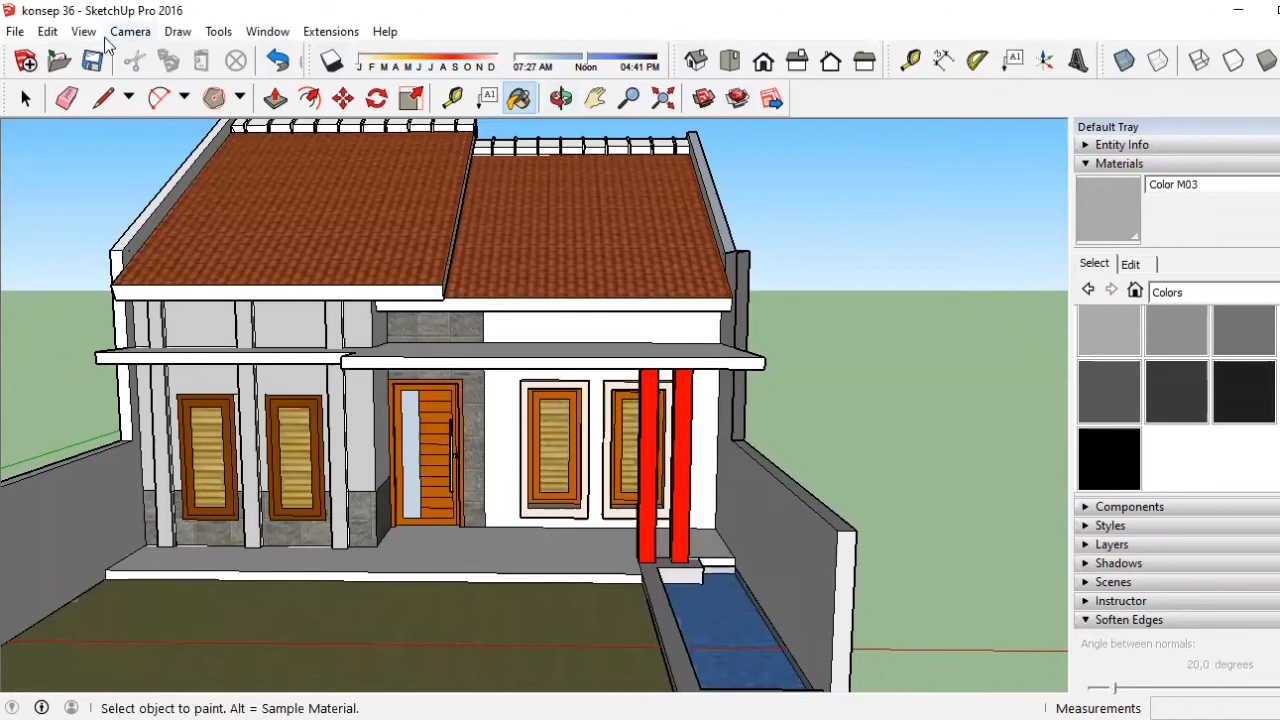 konsep 36 - SketchUp Pro 2016
File Edit View Camera Draw Tools Window Extensions Help
J F M A M J J A S O N D
07:27 AM Noon 04:41 PM
A1
Default Tray
Entity Info
Materials
Color M03
Select Edit
Colors
Components
Styles
Layers
Shadows
Scenes
Instructor
Soften Edges
Angle between normals:
20,0 degrees
Select object to paint. Alt = Sample Material.
Measurements